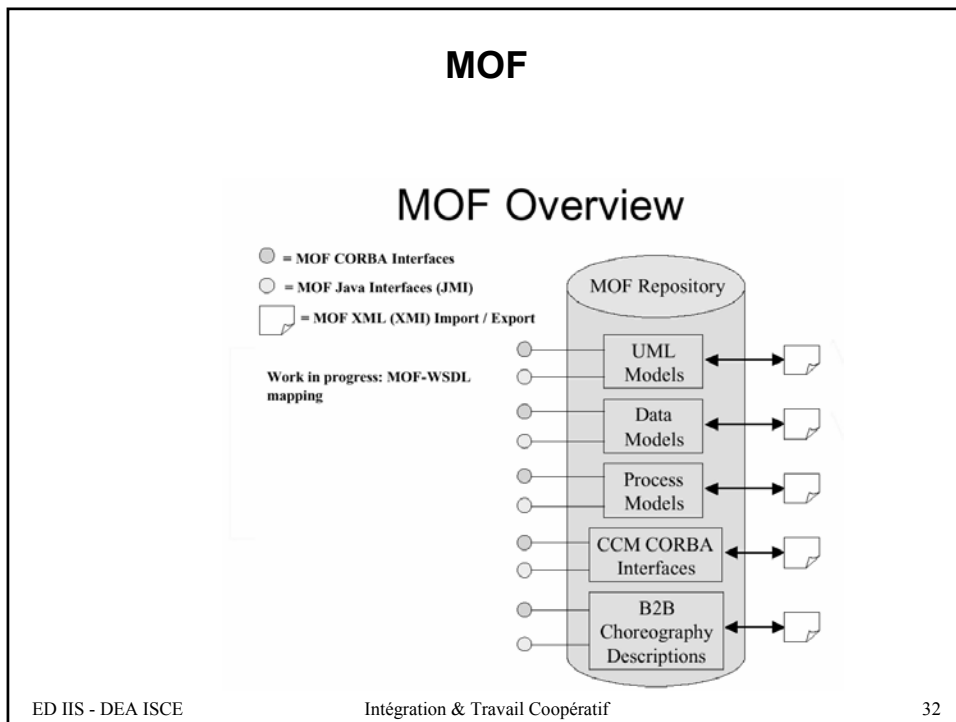 MOF
MOF Overview
= MOF CORBA Interfaces
= MOF Java Interfaces (JMI)
= MOF XML (XMI) Import / Export
Work in progress: MOF-WSDL
mapping
MOF Repository
UML
Models
Data
Models
Process
Models
CCM CORBA
Interfaces
B2B
Choreography
Descriptions
ED IIS - DEA ISCE
Intégration & Travail Coopératif
32